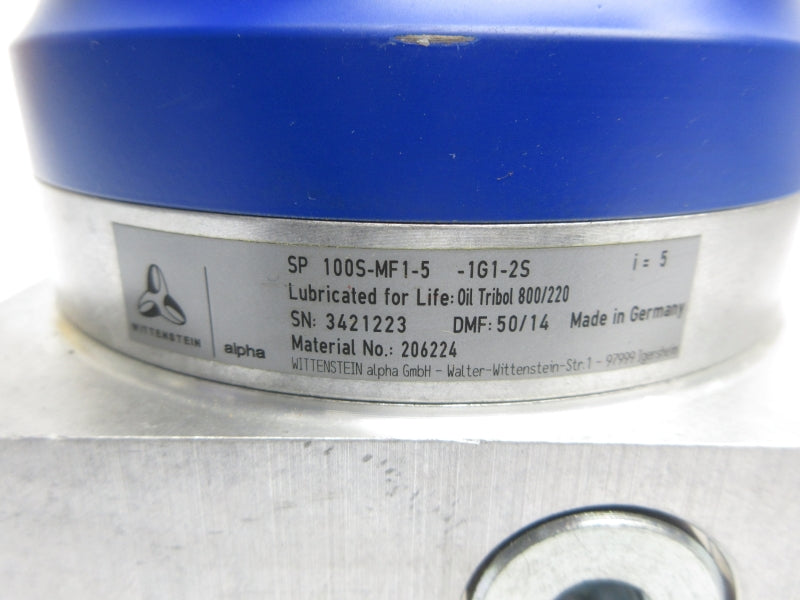 WITTENSTEIN
alpha
SP 100S-MF1-5 -1G1-2S i = 5
Lubricated for Life: Oil Tribol 800/220
SN: 3421223 DMF: 50/14 Made in Germany
Material No.: 206224
WITTENSTEIN alpha GmbH - Walter-Wittenstein-Str.1 - 97999 Igersheim